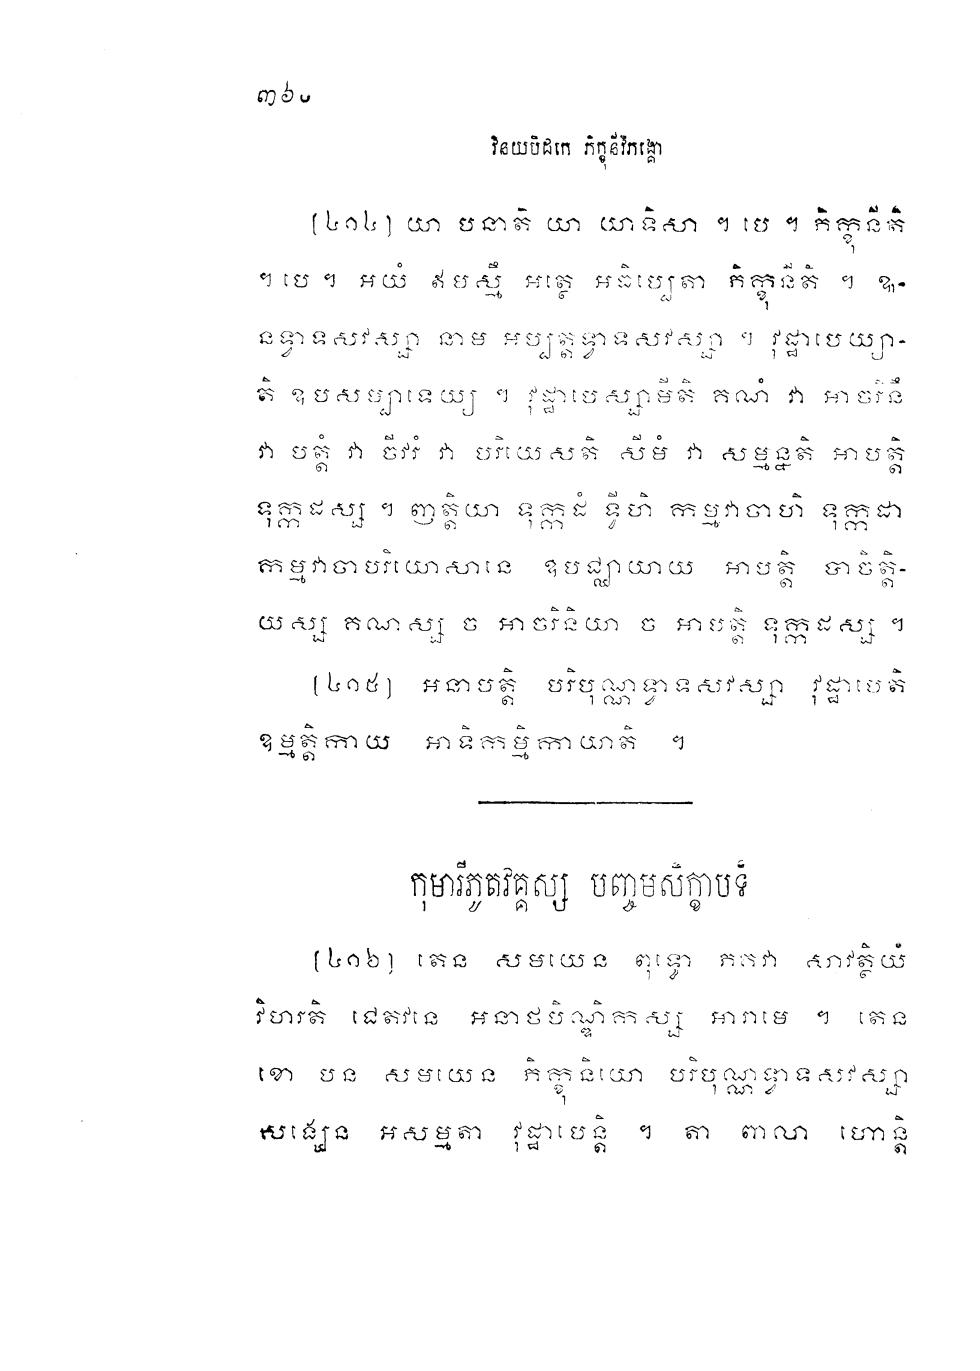 ៣៦០
វិនយបិដកេ ភិក្ខុនីវិភង្គោ
(៤១៤) យា បនាតិ យា យាទិសា ។ បេ ។ ភិក្ខុនីតិ
។ បេ ។ អយំ ឥមស្មឹ អត្ថេ អធិប្បេតា ភិក្ខុនីតិ ។ ឩ-
នទ្វាទសវស្សា នាម អប្បត្តទ្វាទសវស្សា ។ វុដ្ឋាបេយ្យា-
តិ ឧបសម្បាទេយ្យ ។ វុដ្ឋាបេស្សាមីតិ គណំ វា អាចរិនឹ
វា បត្តំ វា ចីវរំ វា បរិយេសតិ សីមំ វា សម្មន្នតិ អាបត្តិ
ទុក្កដស្ស ។ ញត្តិយា ទុក្កដំ ទ្វីហិ កម្មវាចាហិ ទុក្កដា
កម្មវាចាបរិយោសានេ ឧបជ្ឈាយាយ អាបត្តិ បាចិត្តិ-
យស្ស គណស្ស ច អាចរិនិយា ច អាបត្តិ ទុក្កដស្ស ។
(៤១៥) អនាបត្តិ បរិបុណ្ណទ្វាទសវស្សា វុដ្ឋាបេតិ
ឧម្មត្តិកាយ អាទិកម្មិកាយាតិ ។
កុមារីភូតវគ្គស្ស បញ្ចមសិក្ខាបទំ
(៤១៦) តេន សមយេន ពុទ្ធោ ភគវា សាវត្ថិយំ
វិហរតិ ជេតវនេ អនាថបិណ្ឌិកស្ស អារាមេ ។ តេន
ខោ បន សមយេន ភិក្ខុនិយោ បរិបុណ្ណទ្វាទសវស្សា
សង្ឃេន អសម្មតា វុដ្ឋាបេន្តិ ។ តា ពាលា ហោន្តិ